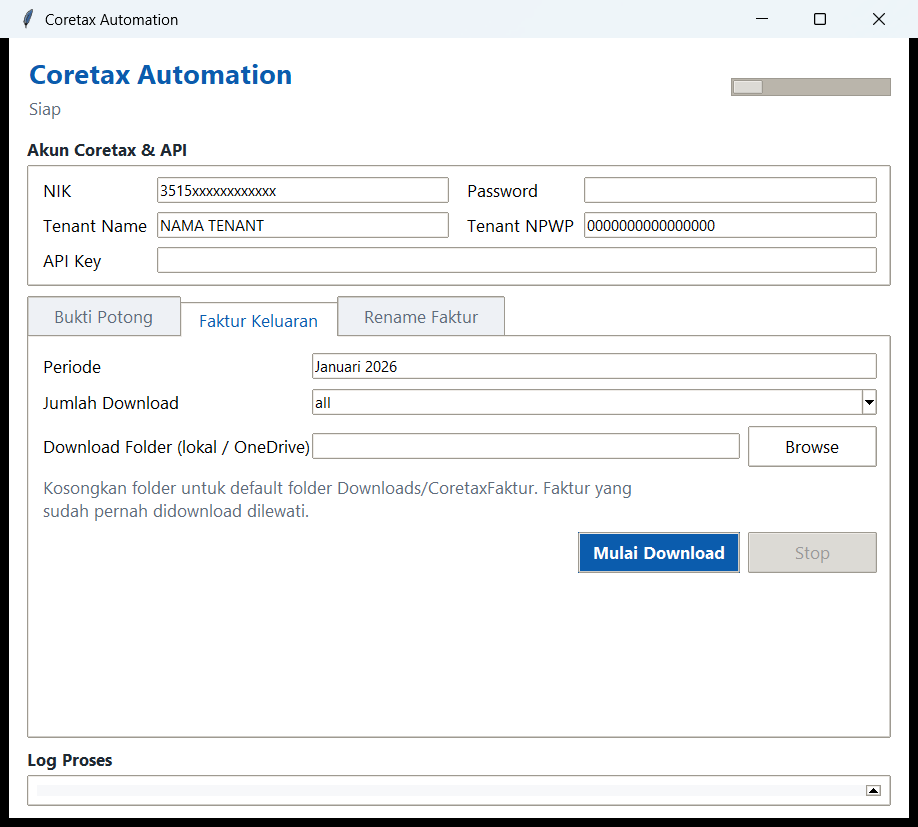 Coretax Automation
Coretax Automation
Siap
Akun Coretax & API
NIK 3515xxxxxxxxxxxx Password
Tenant Name NAMA TENANT Tenant NPWP 0000000000000000
API Key
Bukti Potong Faktur Keluaran Rename Faktur
Periode Januari 2026
Jumlah Download all
Download Folder (lokal / OneDrive) Browse
Kosongkan folder untuk default folder Downloads/CoretaxFaktur. Faktur yang
sudah pernah didownload dilewati.
Mulai Download Stop
Log Proses